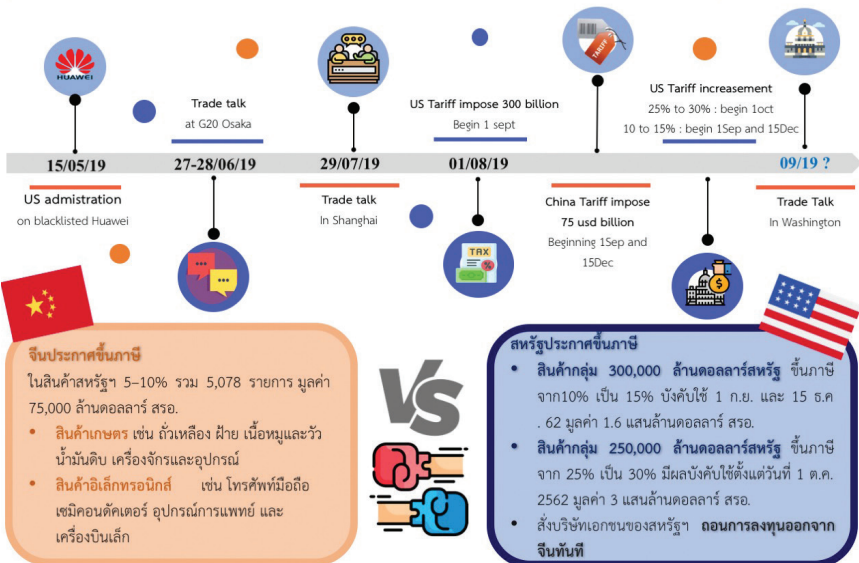 HUAWEI
TARIFF
Trade talk
at G20 Osaka
US Tariff impose 300 billion
Begin 1 sept
US Tariff increasement
25% to 30% : begin 1oct
10 to 15% : begin 1Sep and 15Dec
15/05/19
27-28/06/19
29/07/19
01/08/19
09/19 ?
US admistration
on blacklisted Huawei
Trade talk
In Shanghai
China Tariff impose
75 usd billion
Beginning 1Sep and
15Dec
Trade Talk
In Washington
TAX
จีนประกาศขึ้นภาษี
ในสินค้าสหรัฐฯ 5–10% รวม 5,078 รายการ มูลค่า
75,000 ล้านดอลลาร์ สรอ.
• สินค้าเกษตร เช่น ถั่วเหลือง ฝ้าย เนื้อหมูและวัว
น้ำมันดิบ เครื่องจักรและอุปกรณ์
• สินค้าอิเล็กทรอนิกส์ เช่น โทรศัพท์มือถือ
เซมิคอนดัคเตอร์ อุปกรณ์การแพทย์ และ
เครื่องบินเล็ก
VS
สหรัฐประกาศขึ้นภาษี
• สินค้ากลุ่ม 300,000 ล้านดอลลาร์สหรัฐ ขึ้นภาษี
จาก10% เป็น 15% บังคับใช้ 1 ก.ย. และ 15 ธ.ค
. 62 มูลค่า 1.6 แสนล้านดอลลาร์ สรอ.
• สินค้ากลุ่ม 250,000 ล้านดอลลาร์สหรัฐ ขึ้นภาษี
จาก 25% เป็น 30% มีผลบังคับใช้ตั้งแต่วันที่ 1 ต.ค.
2562 มูลค่า 3 แสนล้านดอลลาร์ สรอ.
• สั่งบริษัทเอกชนของสหรัฐฯ ถอนการลงทุนออกจาก
จีนทันที